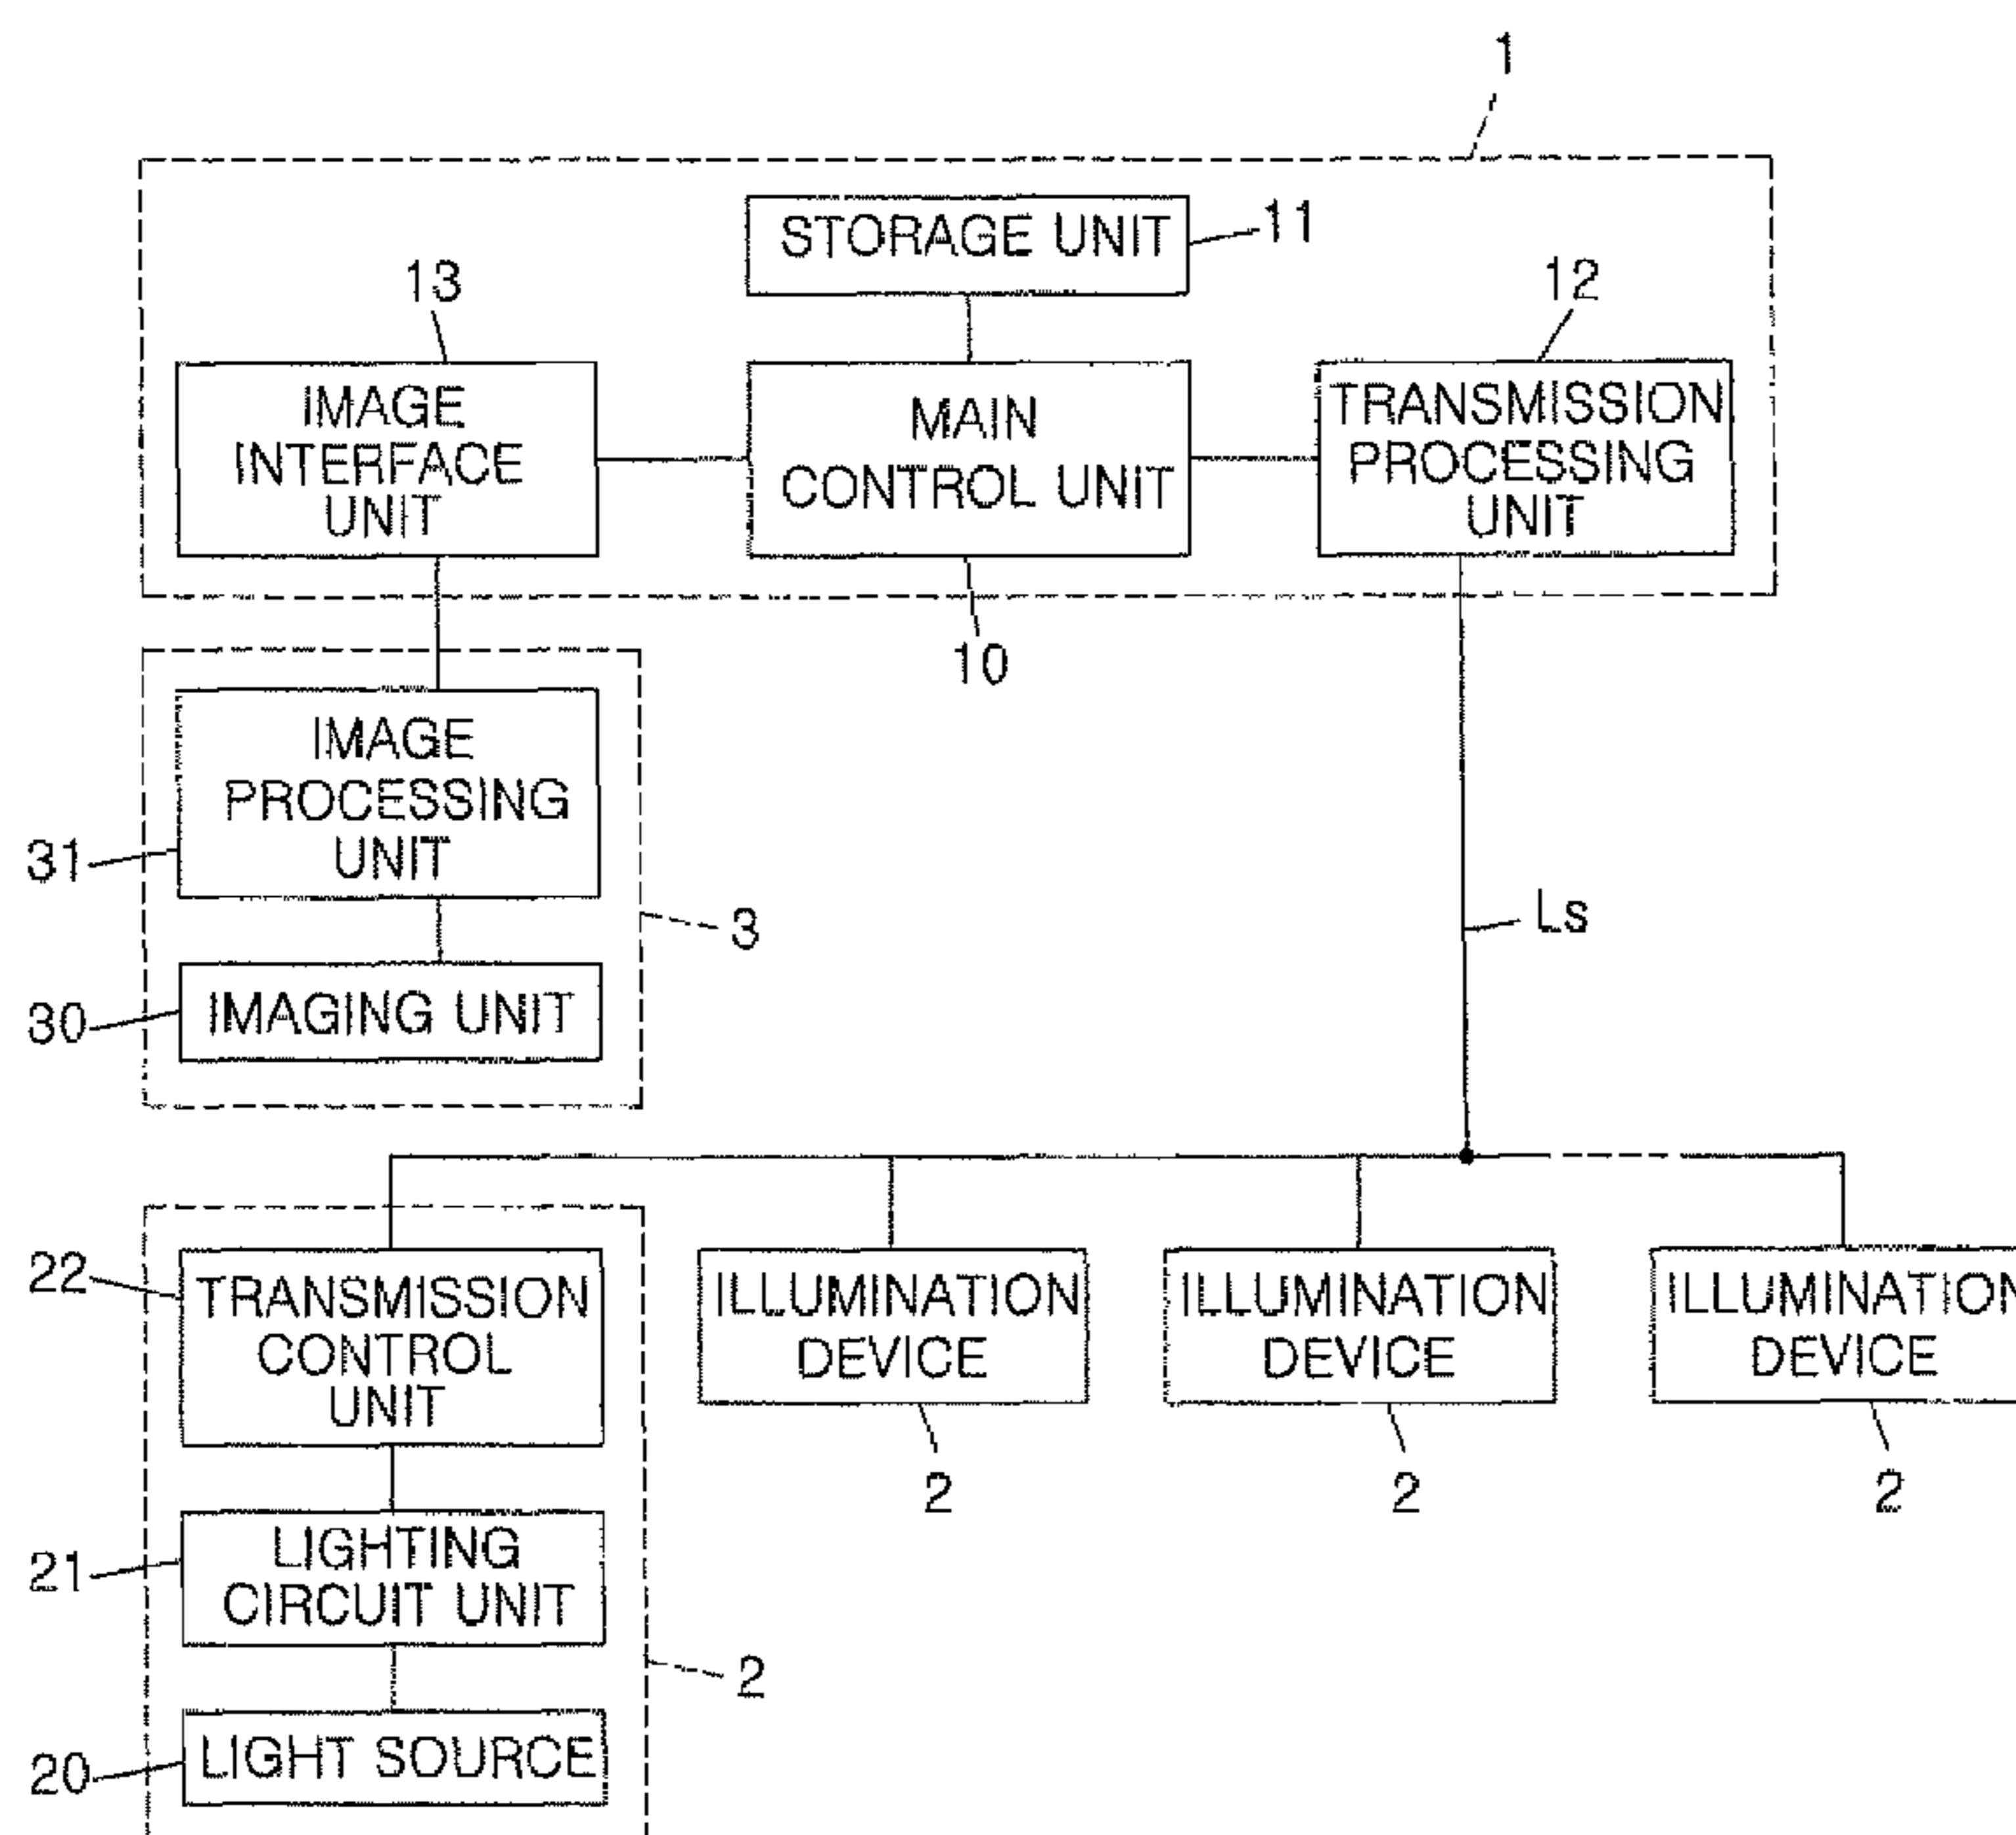 1
STORAGE UNIT
11
13
12
IMAGE
INTERFACE
UNIT
MAIN
CONTROL UNIT
TRANSMISSION
PROCESSING
UNIT
10
IMAGE
PROCESSING
UNIT
31
3
Ls
IMAGING UNIT
30
22
TRANSMISSION
CONTROL
UNIT
ILLUMINATION
DEVICE
ILLUMINATION
DEVICE
ILLUMINATION
DEVICE
2
2
2
21
LIGHTING
CIRCUIT UNIT
2
20
LIGHT SOURCE